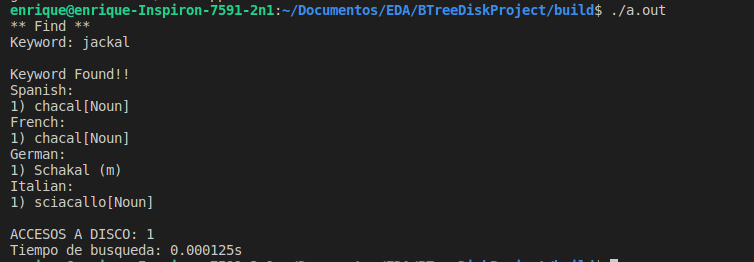 enrique@enrique-Inspiron-7591-2n1:~/Documentos/EDA/BTreeDiskProject/build$ ./a.out
** Find **
Keyword: jackal
Keyword Found!!
Spanish:
1) chacal[Noun]
French:
1) chacal[Noun]
German:
1) Schakal (m)
Italian:
1) sciacallo[Noun]
ACCESOS A DISCO: 1
Tiempo de busqueda: 0.000125s